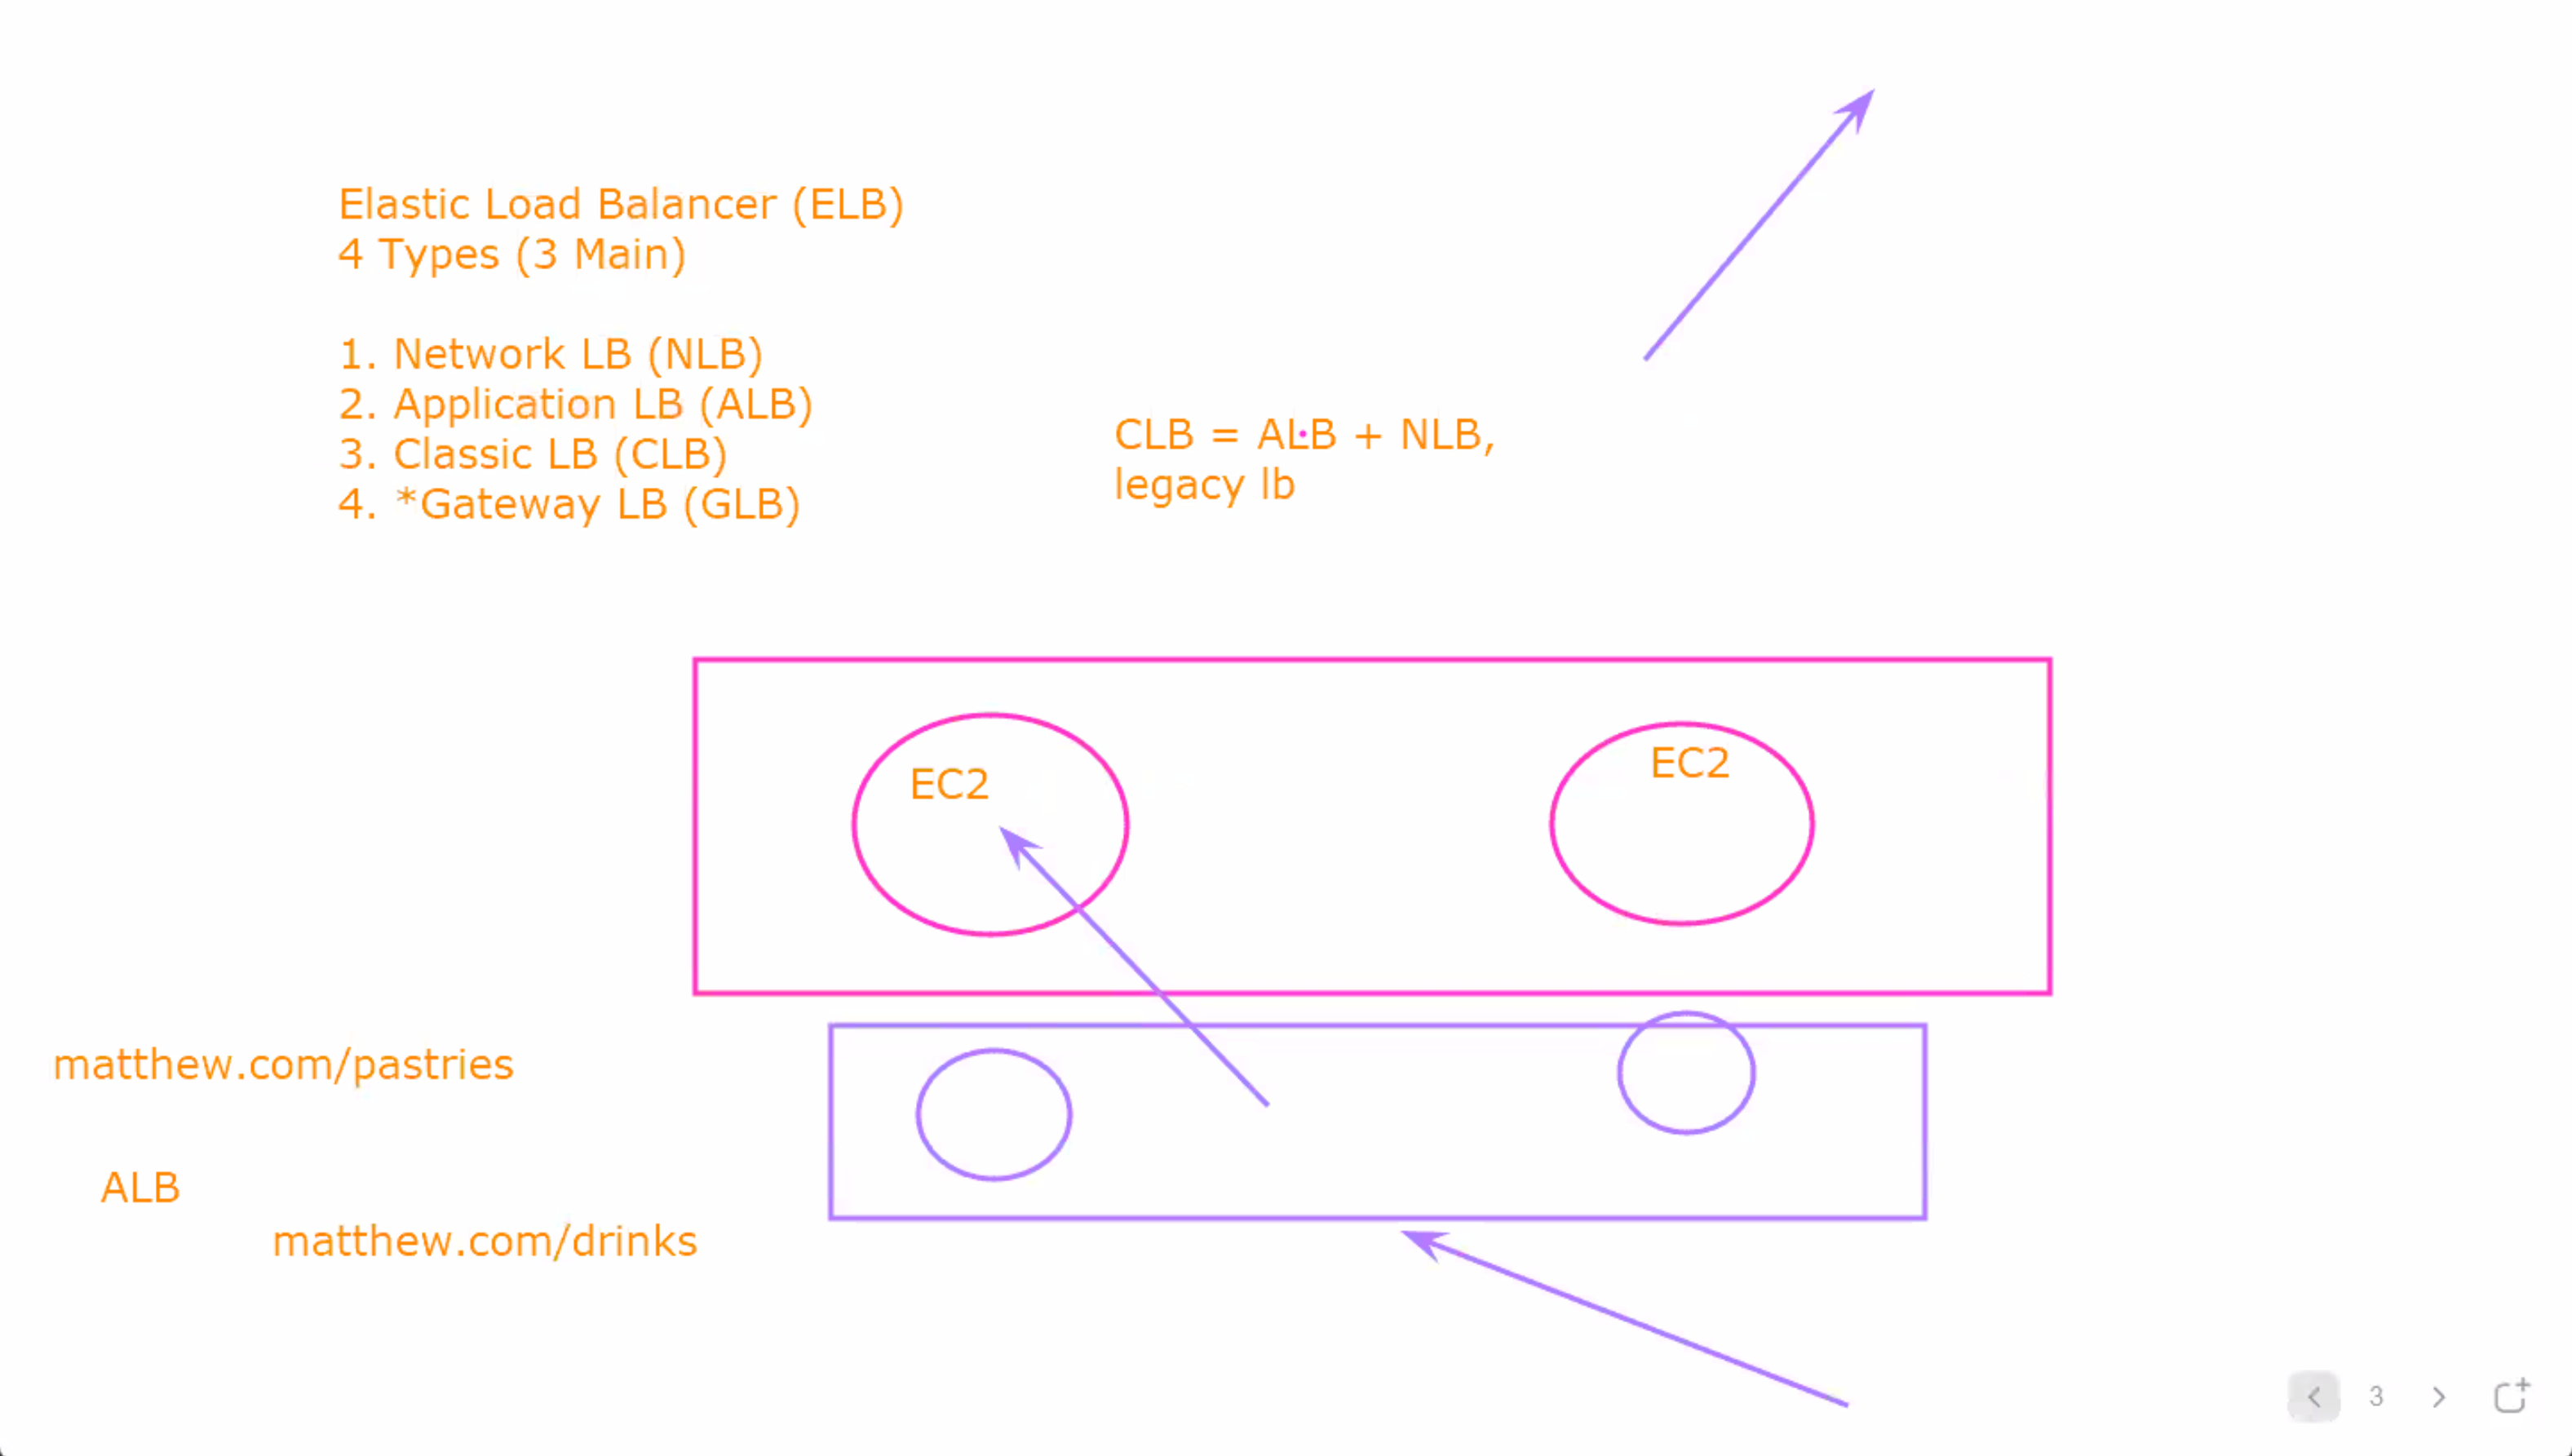 Elastic Load Balancer (ELB)
4 Types (3 Main)
1. Network LB (NLB)
2. Application LB (ALB)
3. Classic LB (CLB)
4. *Gateway LB (GLB)
CLB = ALB + NLB,
legacy lb
EC2
EC2
matthew.com/pastries
ALB
matthew.com/drinks
3